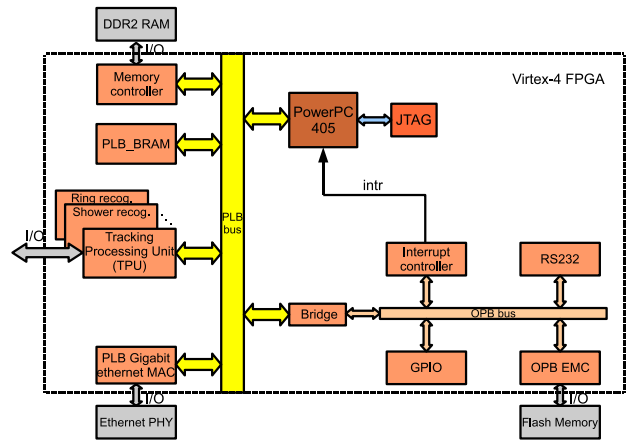 DDR2 RAM
I/O
Memory
controller
Virtex-4 FPGA
PowerPC
405
JTAG
PLB_BRAM
intr
Ring recog.
Shower recog.
I/O
Tracking
Processing Unit
(TPU)
PLB
bus
Interrupt
controller
RS232
Bridge
OPB bus
PLB Gigabit
ethernet MAC
GPIO
OPB EMC
I/O
I/O
Ethernet PHY
Flash Memory